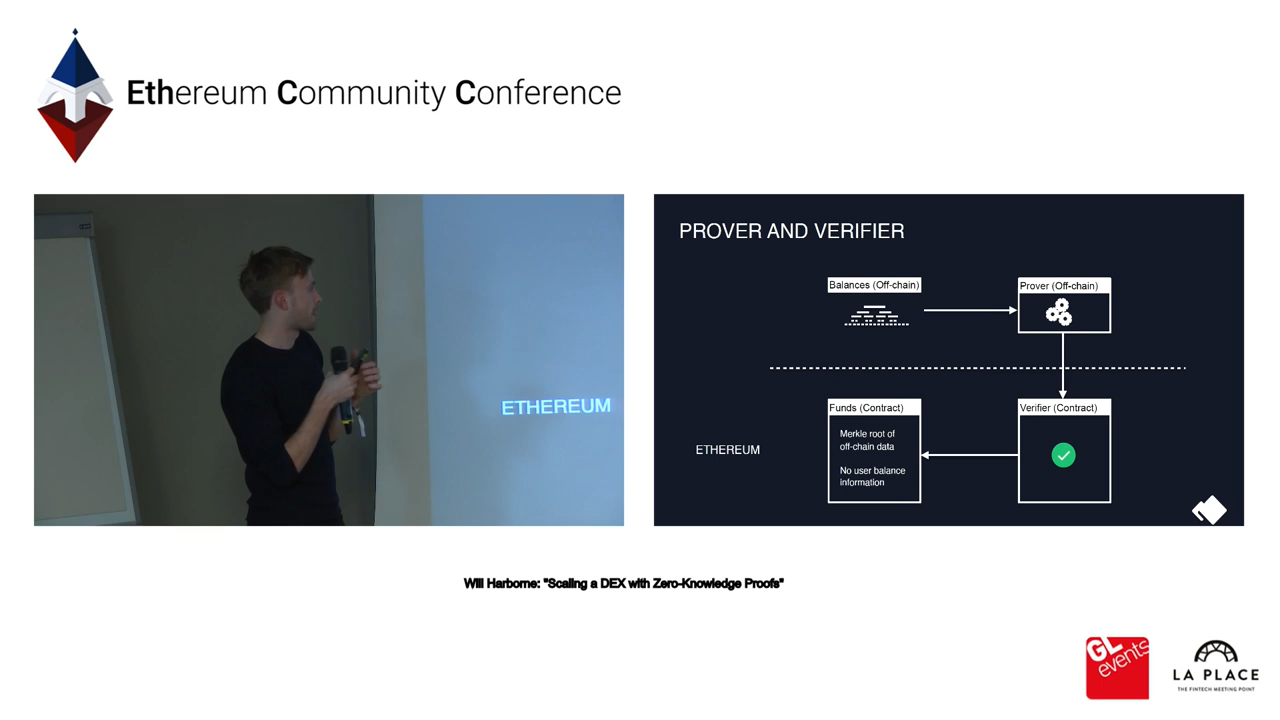 Ethereum Community Conference
ETHEREUM
PROVER AND VERIFIER
Balances (Off-chain)
Prover (Off-chain)
Funds (Contract)
Verifier (Contract)
Merkle root of
off-chain data
No user balance
information
ETHEREUM
Will Harborne: "Scaling a DEX with Zero-Knowledge Proofs"
GL
events
LA PLACE
THE FINTECH MEETING POINT